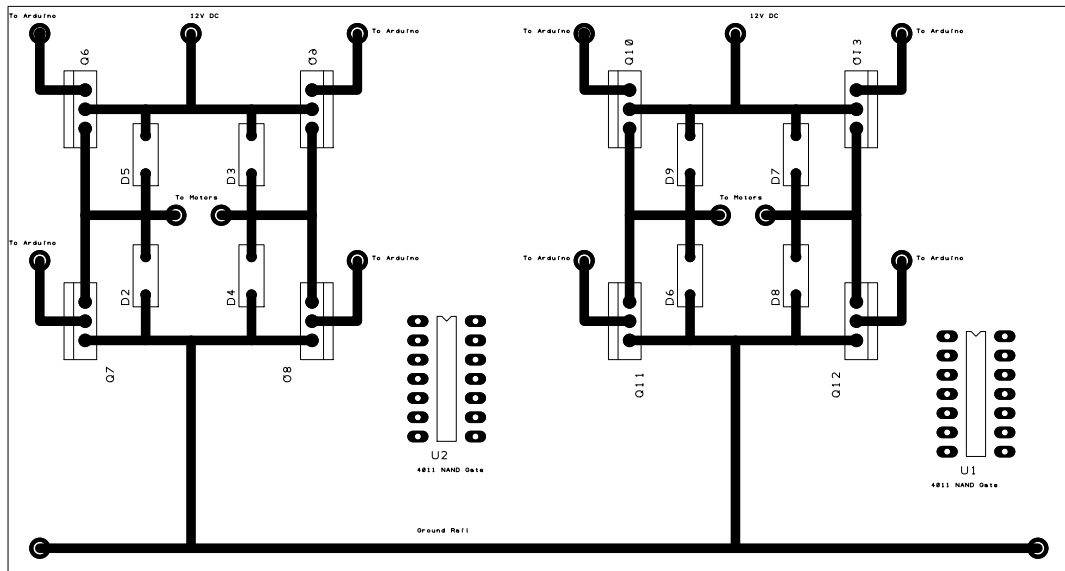 To Arduino
12V DC
To Arduino
Q6
Q9
D5
D3
To Motors
To Arduino
To Arduino
D2
D4
Q7
Q8
U2
4011 NAND Gate
To Arduino
12V DC
To Arduino
Q10
Q13
D9
D7
To Motors
To Arduino
To Arduino
D6
D8
Q11
Q12
U1
4011 NAND Gate
Ground Rail